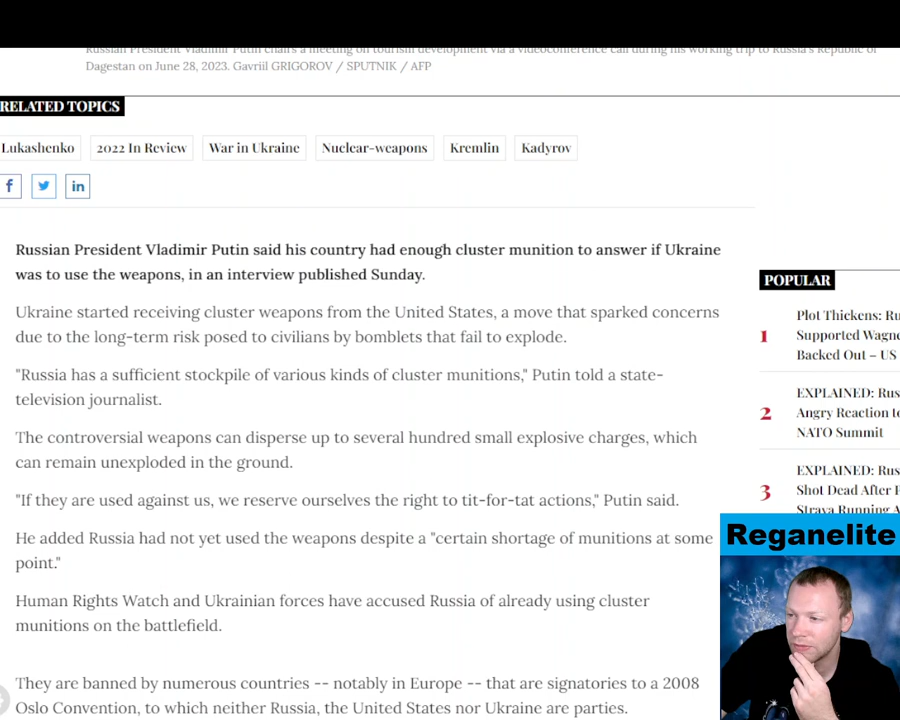 Russian President Vladimir Putin chairs a meeting on tourism development via a videoconference call during his working trip to Russia's Republic of
Dagestan on June 28, 2023. Gavriil GRIGOROV / SPUTNIK / AFP
RELATED TOPICS
Lukashenko
2022 In Review
War in Ukraine
Nuclear-weapons
Kremlin
Kadyrov
Russian President Vladimir Putin said his country had enough cluster munition to answer if Ukraine
was to use the weapons, in an interview published Sunday.
Ukraine started receiving cluster weapons from the United States, a move that sparked concerns
due to the long-term risk posed to civilians by bomblets that fail to explode.
"Russia has a sufficient stockpile of various kinds of cluster munitions," Putin told a state-
television journalist.
The controversial weapons can disperse up to several hundred small explosive charges, which
can remain unexploded in the ground.
"If they are used against us, we reserve ourselves the right to tit-for-tat actions," Putin said.
He added Russia had not yet used the weapons despite a "certain shortage of munitions at some
point."
Human Rights Watch and Ukrainian forces have accused Russia of already using cluster
munitions on the battlefield.
They are banned by numerous countries -- notably in Europe -- that are signatories to a 2008
Oslo Convention, to which neither Russia, the United States nor Ukraine are parties.
POPULAR
1
Plot Thickens: Ru
Supported Wagne
Backed Out – US
2
EXPLAINED: Rus
Angry Reaction to
NATO Summit
3
EXPLAINED: Rus
Shot Dead After P
Strava Running A
Reganelite